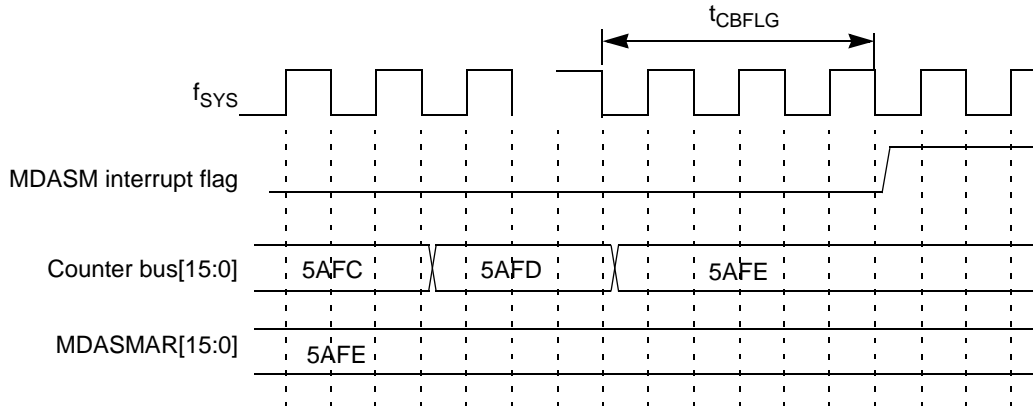 tCBFLG
fSYS
MDASM interrupt flag
Counter bus[15:0] 5AFC 5AFD 5AFE
MDASMAR[15:0] 5AFE